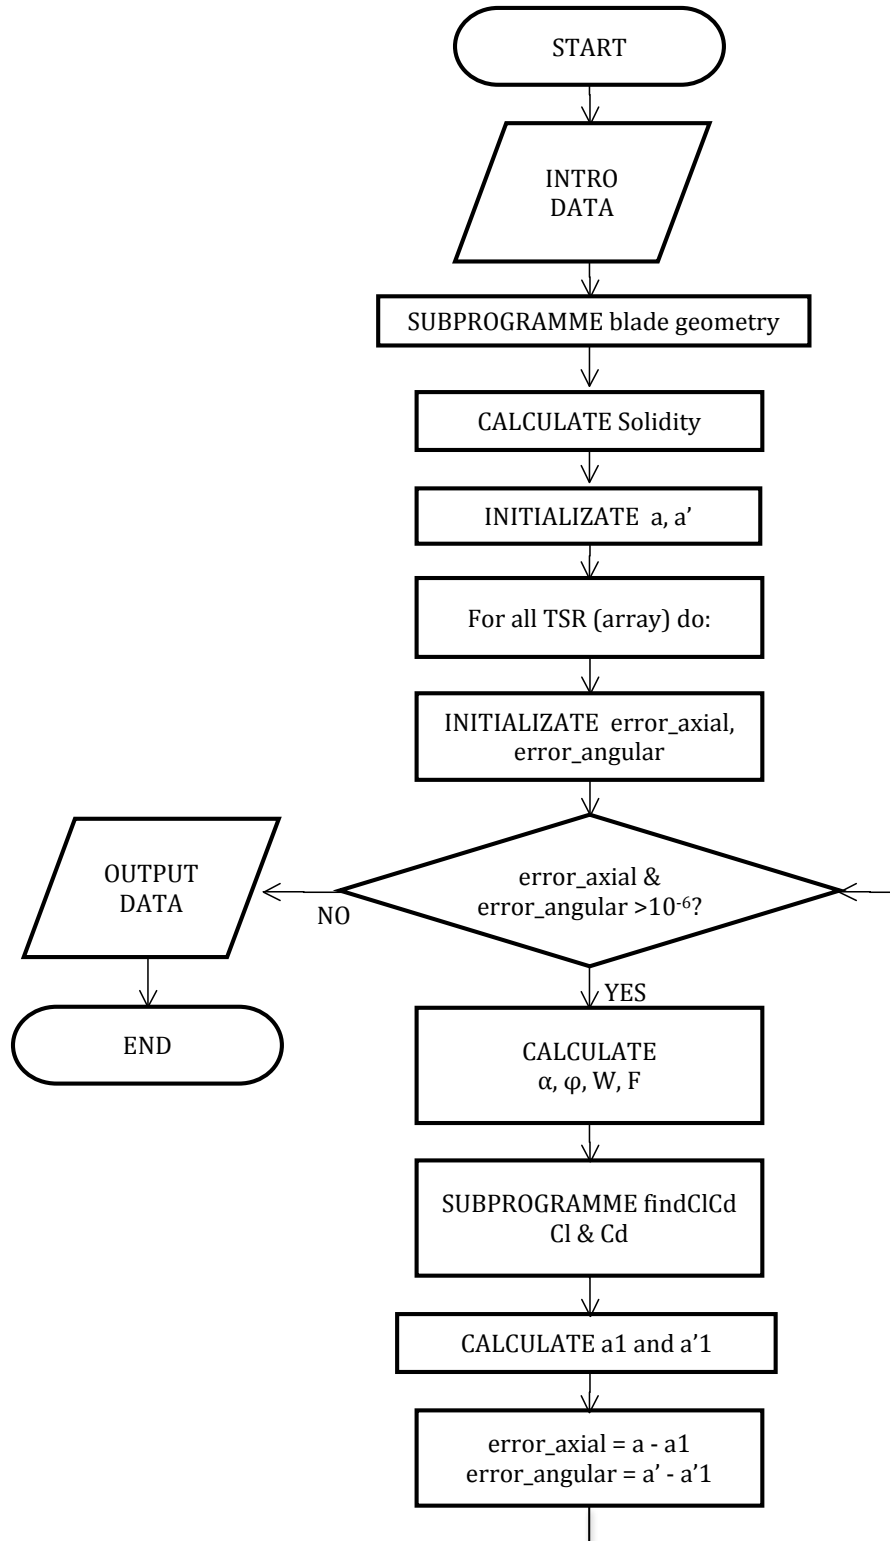 START
INTRO
DATA
SUBPROGRAMME blade geometry
CALCULATE Solidity
INITIALIZATE  a, a’
For all TSR (array) do:
INITIALIZATE  error_axial,
error_angular
error_axial &
error_angular >10⁻⁶?
NO
OUTPUT
DATA
END
YES
CALCULATE
α, φ, W, F
SUBPROGRAMME findClCd
Cl & Cd
CALCULATE a1 and a’1
error_axial = a - a1
error_angular = a’ - a’1